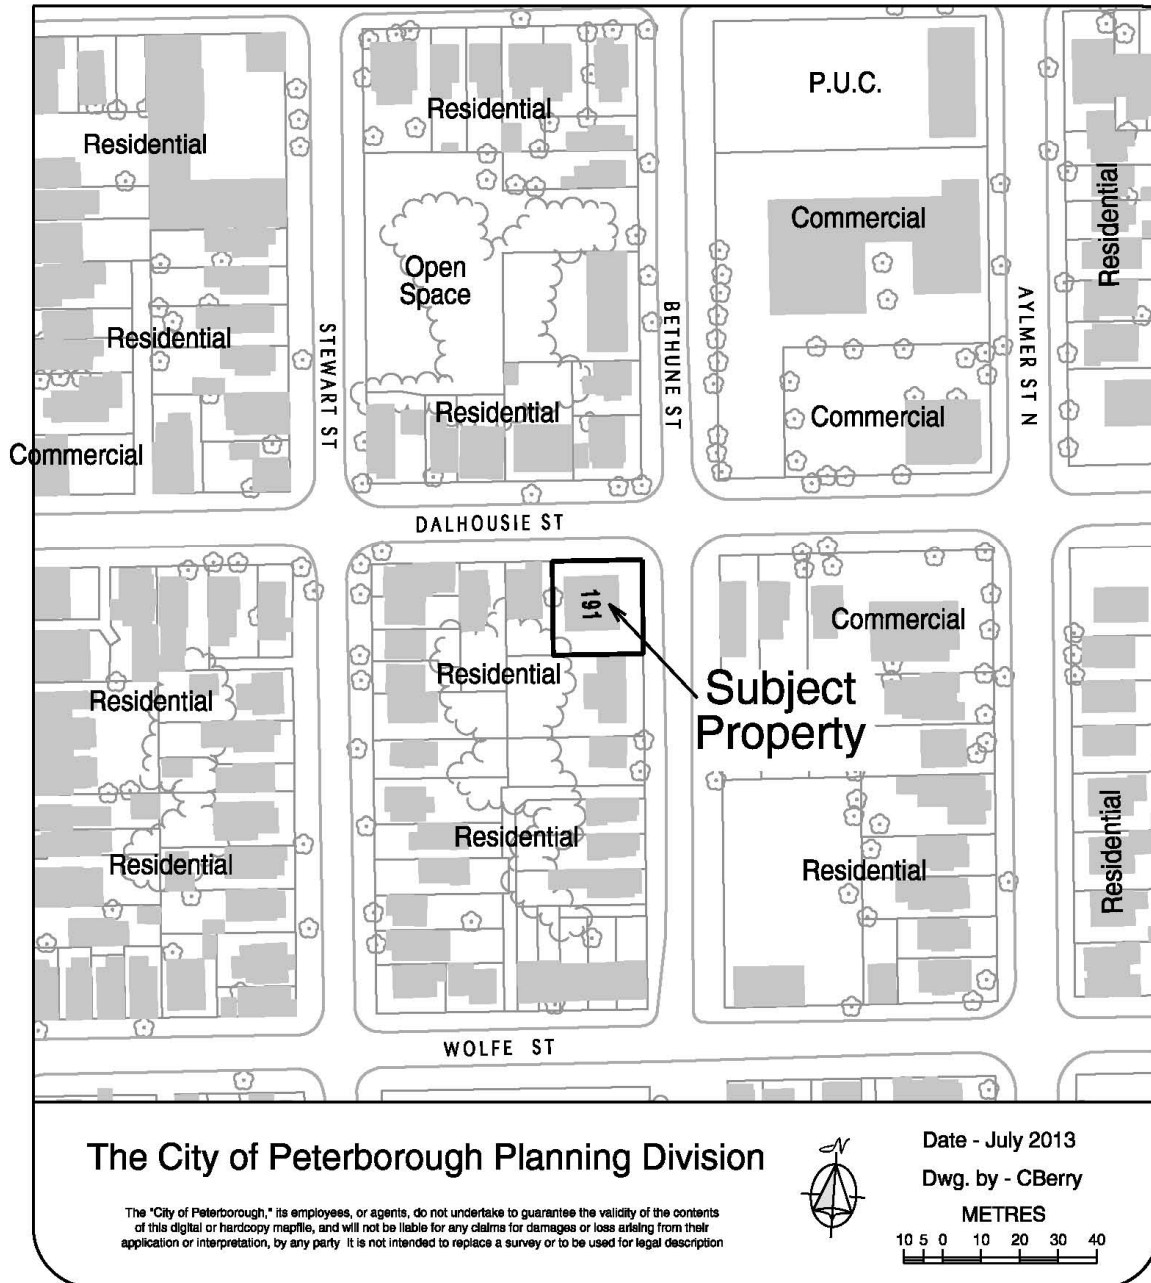 P.U.C.
Residential
Residential
Residential
Commercial
Open
Space
Residential
STEWART ST
BETHUNE ST
AYLMER ST N
Residential
Commercial
Commercial
DALHOUSIE ST
191
Commercial
Residential
Residential
Subject
Property
Residential
Residential
Residential
Residential
Residential
WOLFE ST
The City of Peterborough Planning Division
The "City of Peterborough," its employees, or agents, do not undertake to guarantee the validity of the contents
of this digital or hardcopy mapfile, and will not be liable for any claims for damages or loss arising from their
application or interpretation, by any party It is not intended to replace a survey or to be used for legal description
N
Date - July 2013
Dwg. by - CBerry
METRES
10 5 0 10 20 30 40